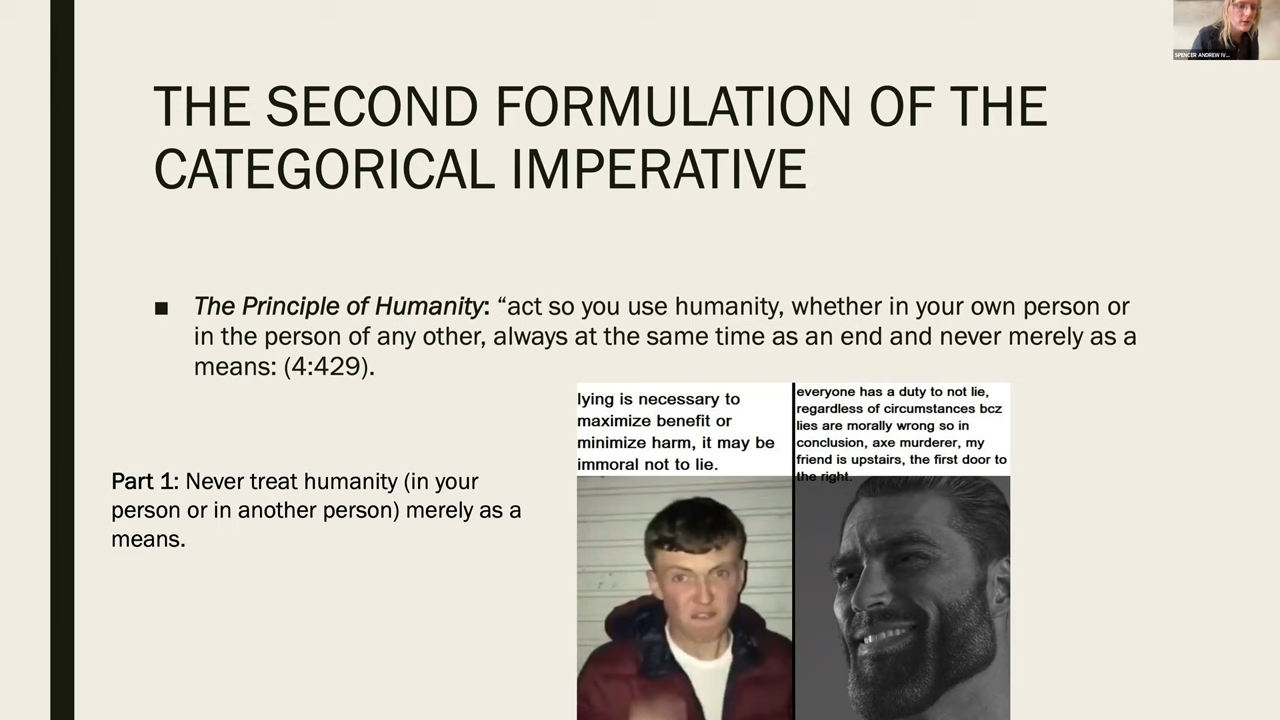 SPENCER ANDREW IV...
THE SECOND FORMULATION OF THE
CATEGORICAL IMPERATIVE
■ The Principle of Humanity: “act so you use humanity, whether in your own person or
in the person of any other, always at the same time as an end and never merely as a
means: (4:429).
Part 1: Never treat humanity (in your
person or in another person) merely as a
means.
lying is necessary to
maximize benefit or
minimize harm, it may be
immoral not to lie.
everyone has a duty to not lie,
regardless of circumstances bcz
lies are morally wrong so in
conclusion, axe murderer, my
friend is upstairs, the first door to
the right.